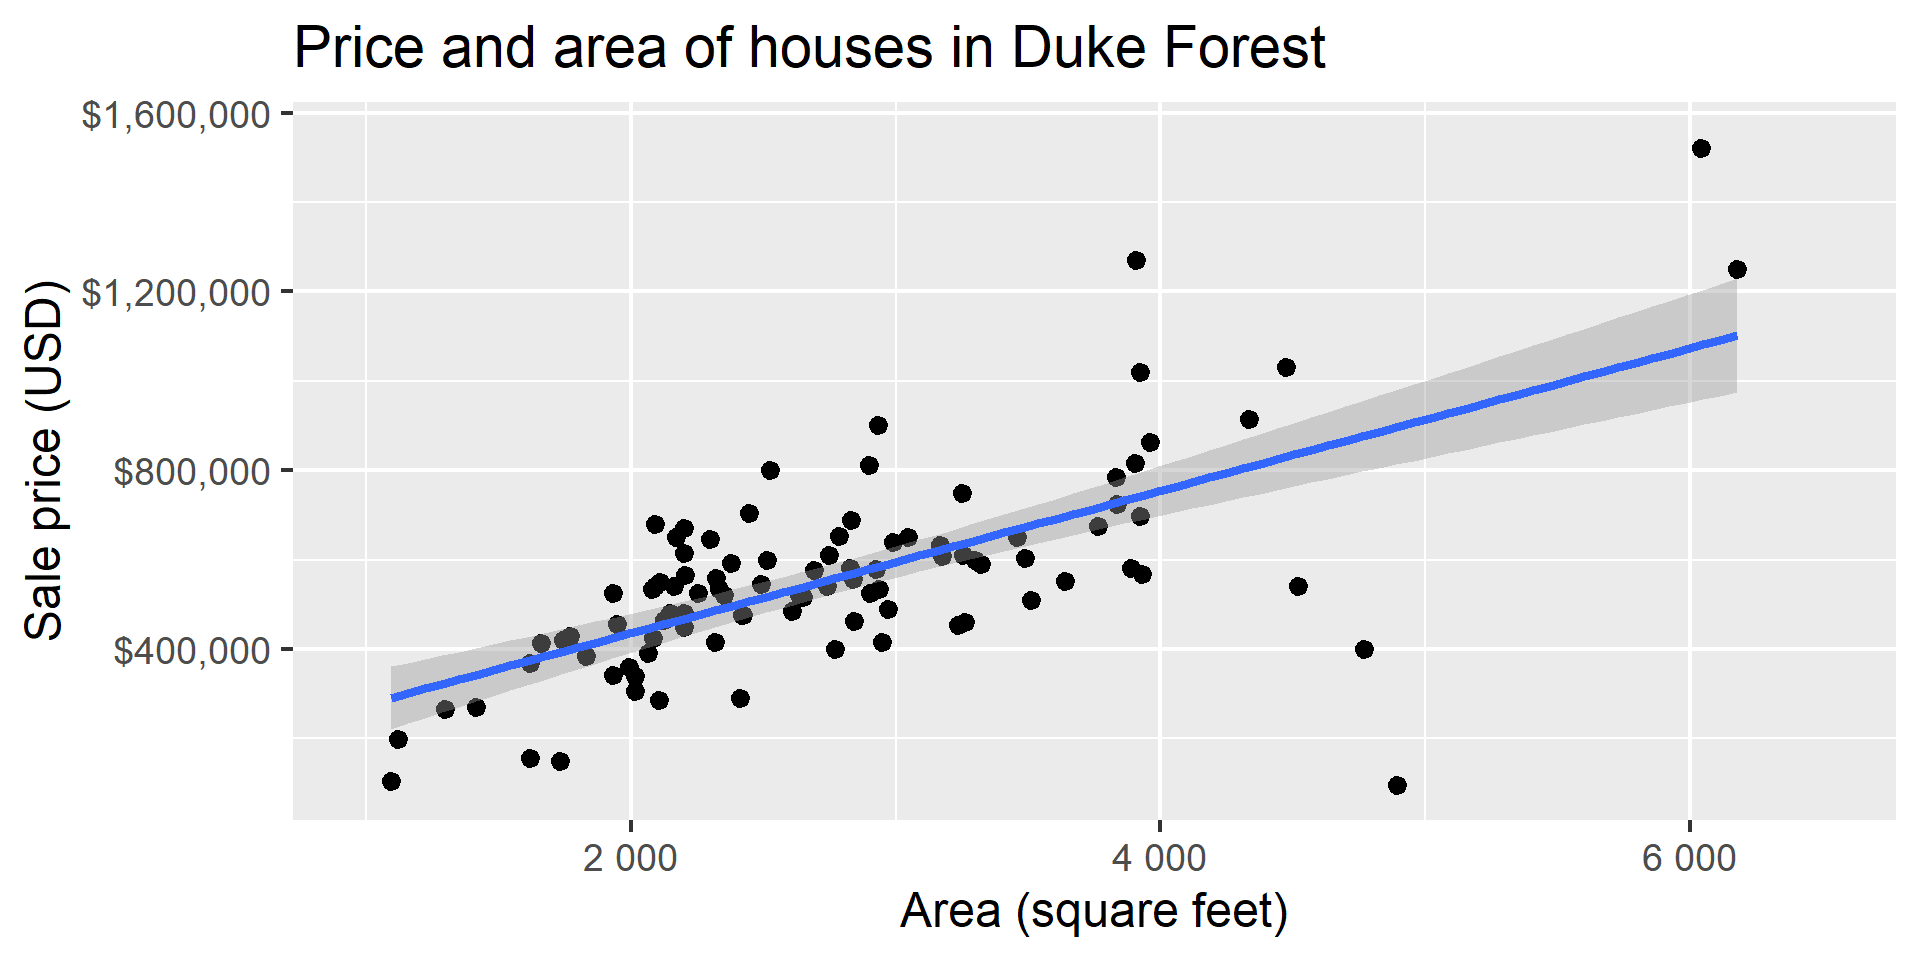 Price and area of houses in Duke Forest
$1,600,000
$1,200,000
$800,000
$400,000
Sale price (USD)
2 000 4 000 6 000
Area (square feet)